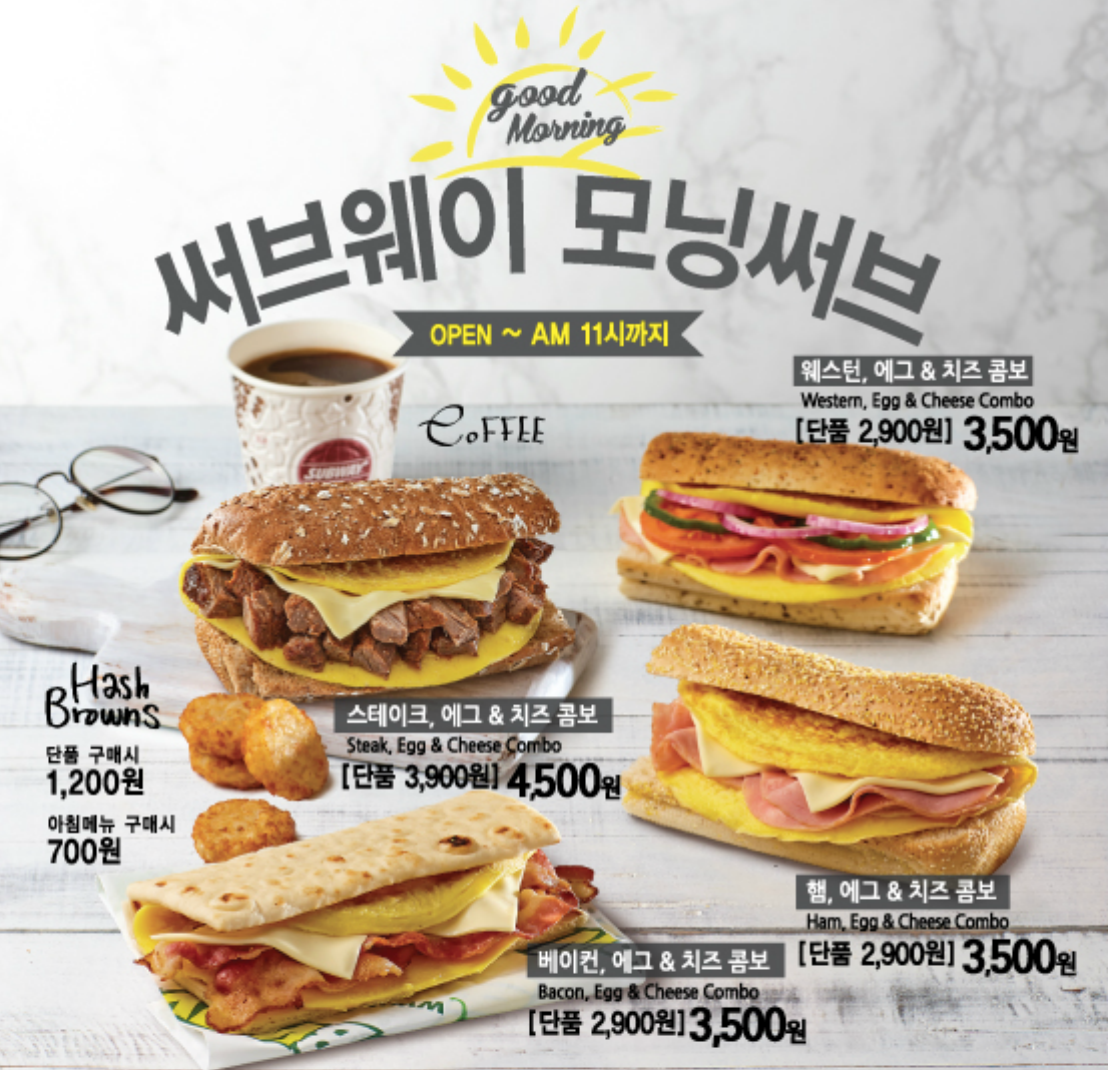 good
Morning
써브웨이 모닝써브
OPEN ~ AM 11시까지
웨스턴, 에그 & 치즈 콤보
Western, Egg & Cheese Combo
[단품 2,900원] 3,500원
COFFEE
SUBWAY
Hash
Browns
단품 구매시
1,200원
아침메뉴 구매시
700원
스테이크, 에그 & 치즈 콤보
Steak, Egg & Cheese Combo
[단품 3,900원] 4,500원
햄, 에그 & 치즈 콤보
Ham, Egg & Cheese Combo
[단품 2,900원] 3,500원
베이컨, 에그 & 치즈 콤보
Bacon, Egg & Cheese Combo
[단품 2,900원] 3,500원